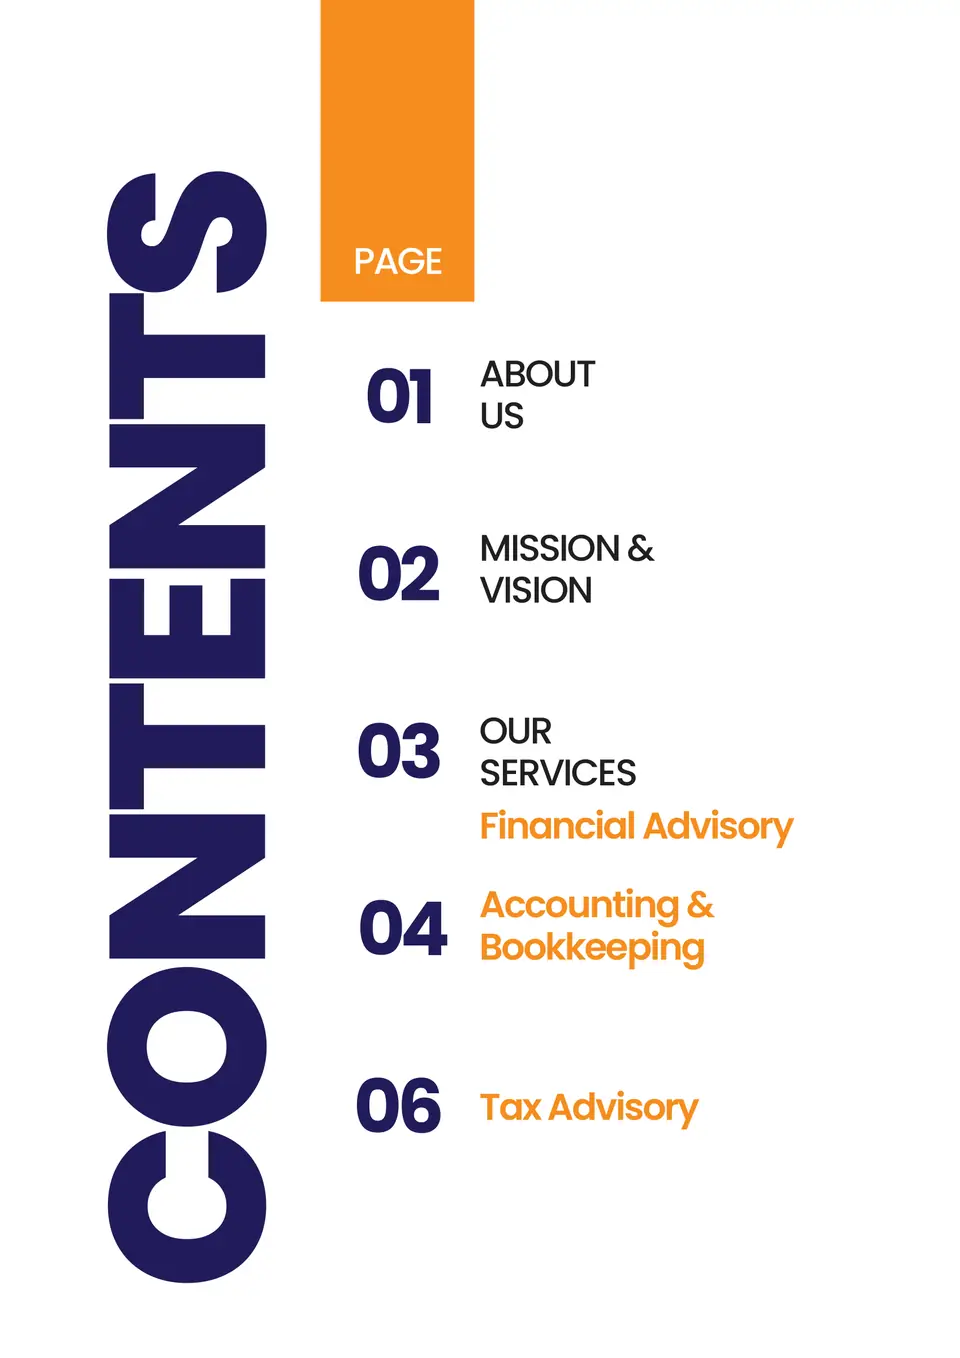 CONTENTS
PAGE
01
ABOUT
US
02
MISSION &
VISION
03
OUR
SERVICES
Financial Advisory
04
Accounting &
Bookkeeping
06
Tax Advisory